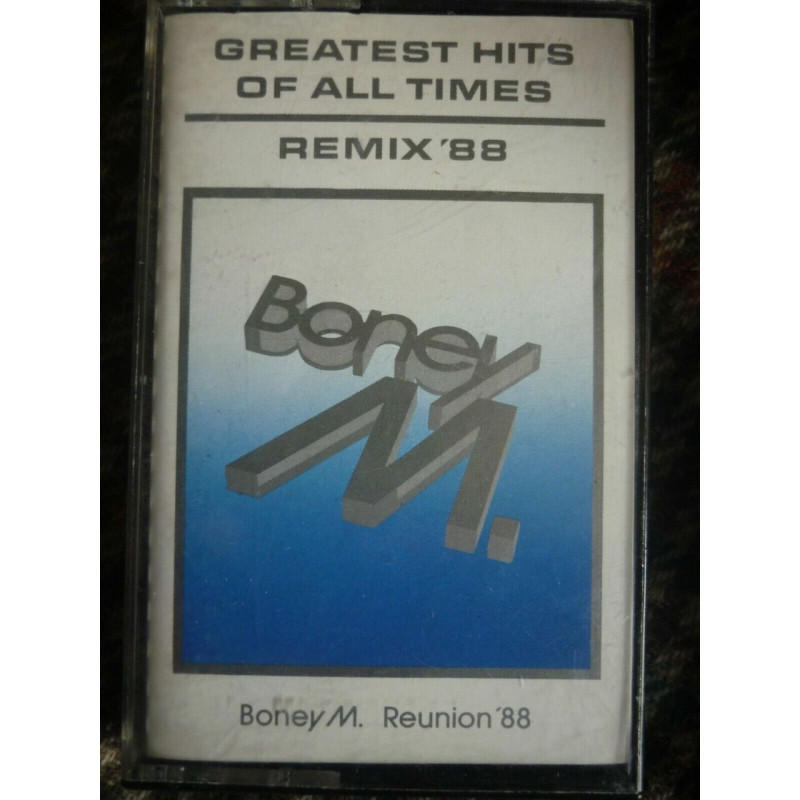 GREATEST HITS
OF ALL TIMES
REMIX '88
Boney
M.
Boney M. Reunion '88